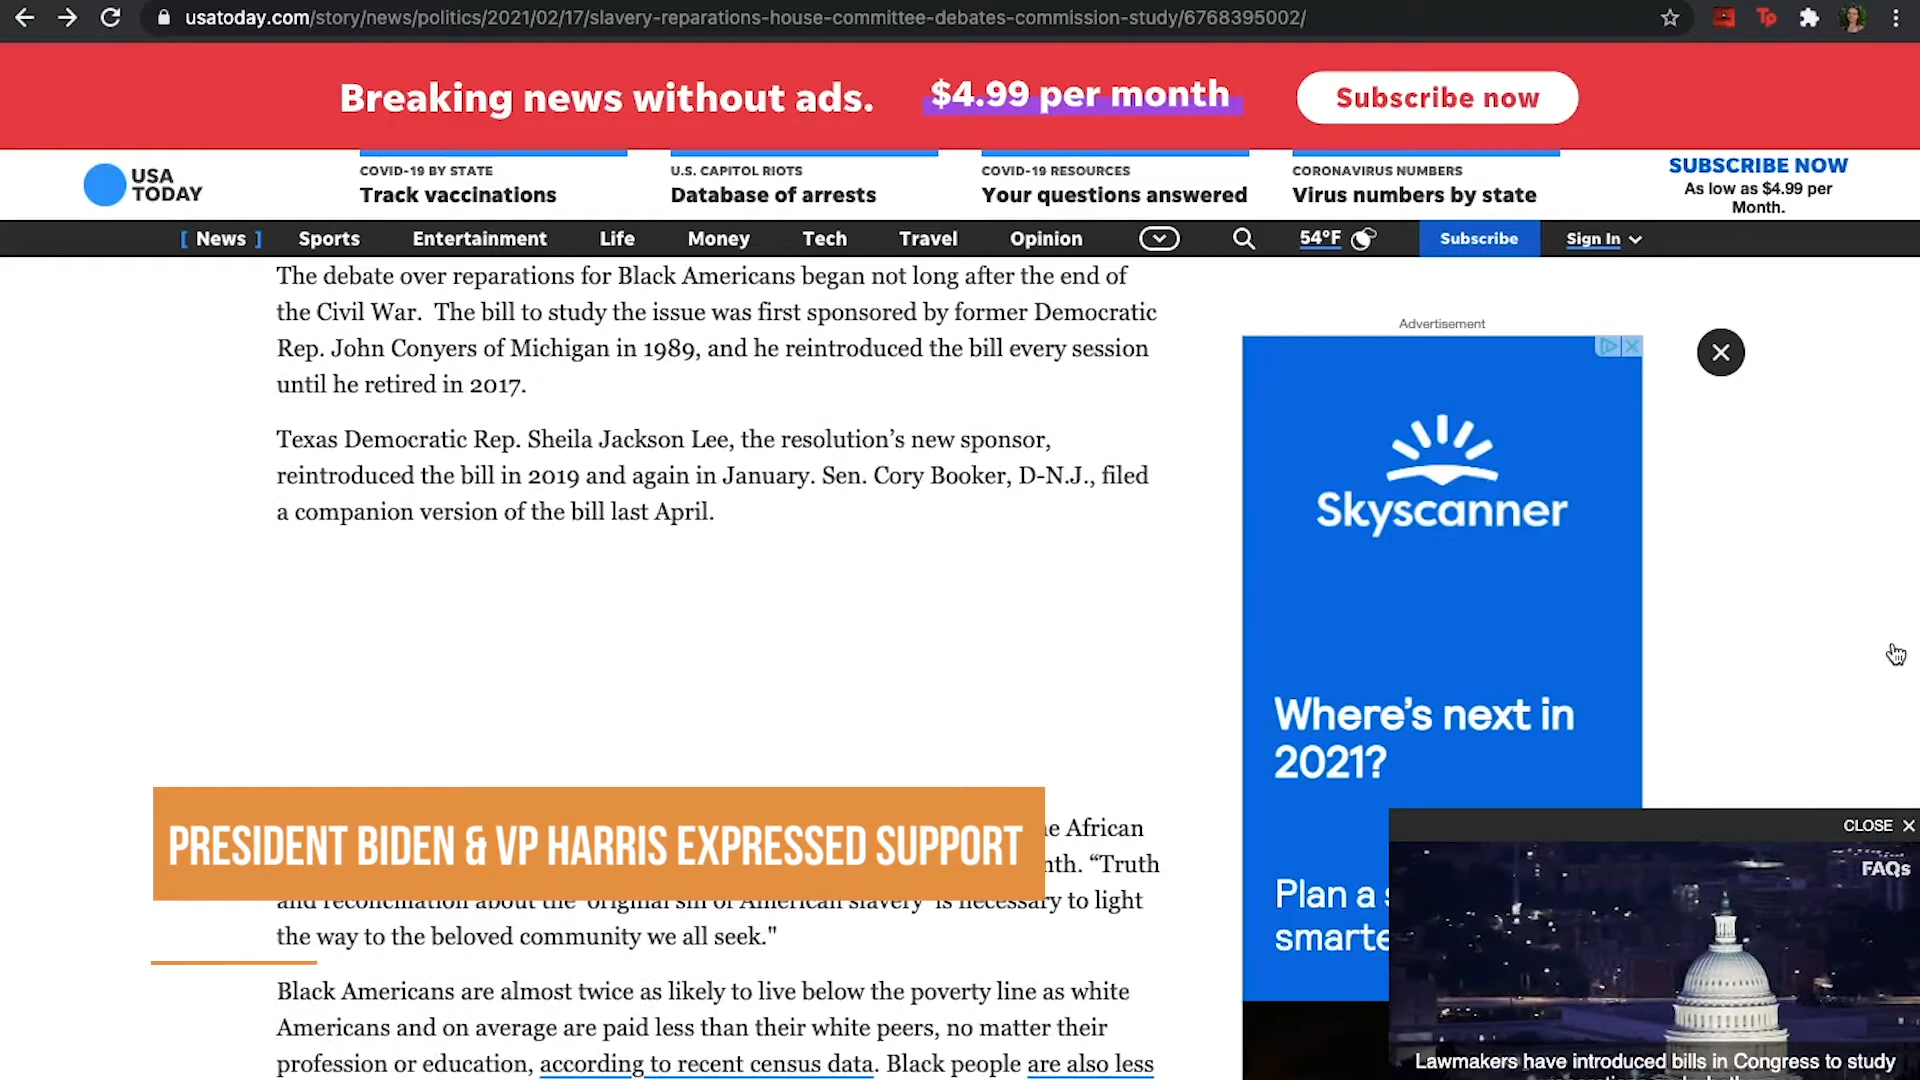 usatoday.com/story/news/politics/2021/02/17/slavery-reparations-house-committee-debates-commission-study/6768395002/
Tp
Breaking news without ads. $4.99 per month Subscribe now
USA
TODAY
COVID-19 BY STATE
Track vaccinations
U.S. CAPITOL RIOTS
Database of arrests
COVID-19 RESOURCES
Your questions answered
CORONAVIRUS NUMBERS
Virus numbers by state
SUBSCRIBE NOW
As low as $4.99 per
Month.
[ News ] Sports Entertainment Life Money Tech Travel Opinion 54°F Subscribe Sign In
The debate over reparations for Black Americans began not long after the end of
the Civil War. The bill to study the issue was first sponsored by former Democratic
Rep. John Conyers of Michigan in 1989, and he reintroduced the bill every session
until he retired in 2017.
Texas Democratic Rep. Sheila Jackson Lee, the resolution's new sponsor,
reintroduced the bill in 2019 and again in January. Sen. Cory Booker, D-N.J., filed
a companion version of the bill last April.
PRESIDENT BIDEN & VP HARRIS EXPRESSED SUPPORT
African
"Truth
and reconciliation about the 'original sin of American slavery' is necessary to light
the way to the beloved community we all seek."
Black Americans are almost twice as likely to live below the poverty line as white
Americans and on average are paid less than their white peers, no matter their
profession or education, according to recent census data. Black people are also less
Advertisement
Skyscanner
Where's next in
2021?
Plan a
CLOSE
FAQs
Lawmakers have introduced bills in Congress to study